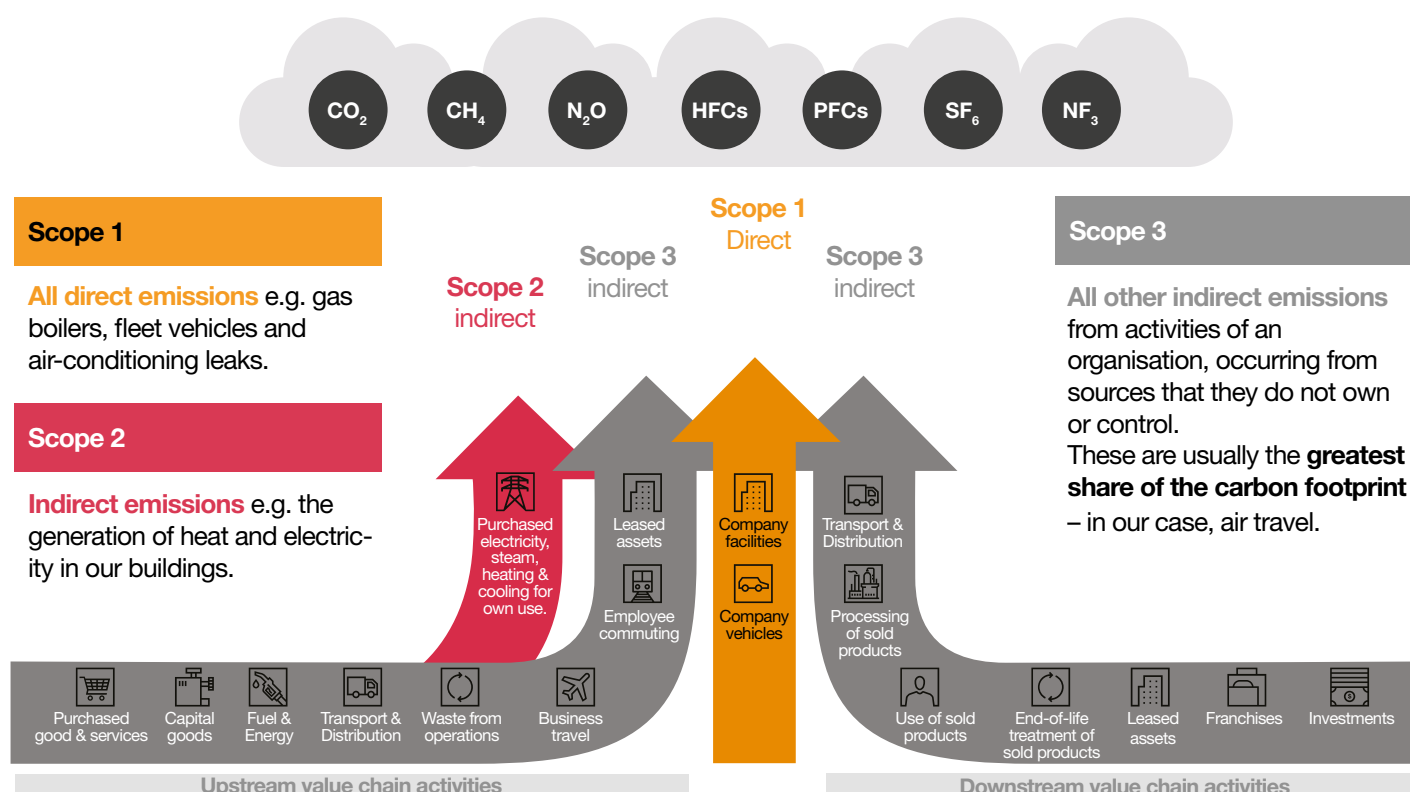 CO₂
CH₄
N₂O
HFCs
PFCs
SF₆
NF₃
Scope 1
All direct emissions e.g. gas
boilers, fleet vehicles and
air-conditioning leaks.
Scope 2
Indirect emissions e.g. the
generation of heat and electric-
ity in our buildings.
Scope 2
indirect
Scope 3
indirect
Scope 1
Direct
Scope 3
indirect
Scope 3
All other indirect emissions
from activities of an
organisation, occurring from
sources that they do not own
or control.
These are usually the greatest
share of the carbon footprint
– in our case, air travel.
Purchased
electricity,
steam,
heating &
cooling for
own use.
Leased
assets
Employee
commuting
Company
facilities
Company
vehicles
Transport &
Distribution
Processing
of sold
products
Purchased
good & services
Capital
goods
Fuel &
Energy
Transport &
Distribution
Waste from
operations
Business
travel
Use of sold
products
End-of-life
treatment of
sold products
Leased
assets
Franchises
Investments
Upstream value chain activities
Downstream value chain activities